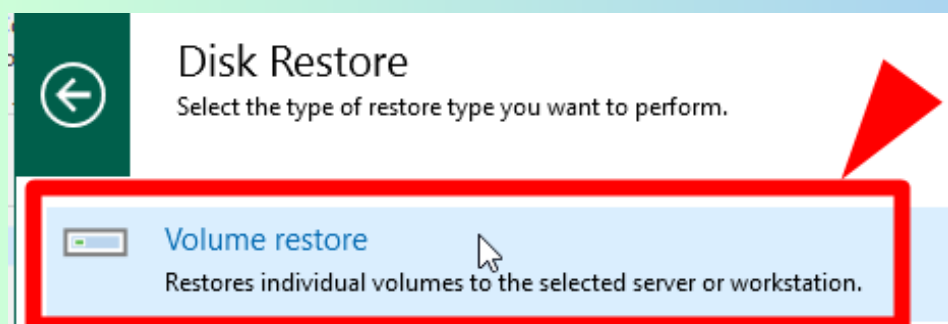 Disk Restore
Select the type of restore type you want to perform.
Volume restore
Restores individual volumes to the selected server or workstation.